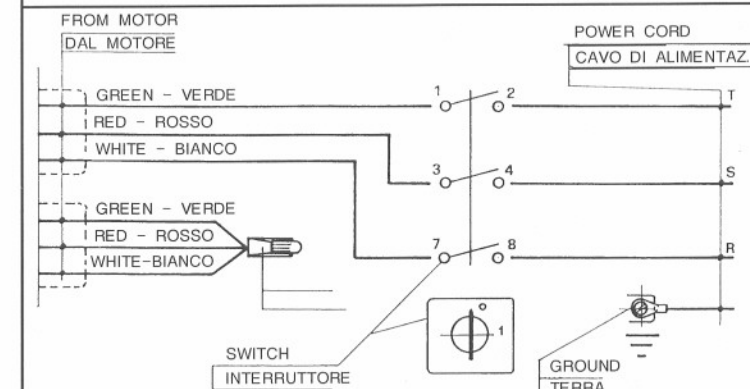 FROM MOTOR
DAL MOTORE
POWER CORD
CAVO DI ALIMENTAZ.
GREEN - VERDE
1
2
T
RED - ROSSO
WHITE - BIANCO
3
4
S
GREEN - VERDE
RED - ROSSO
WHITE-BIANCO
7
8
R
1
SWITCH
INTERRUTTORE
GROUND
TERRA